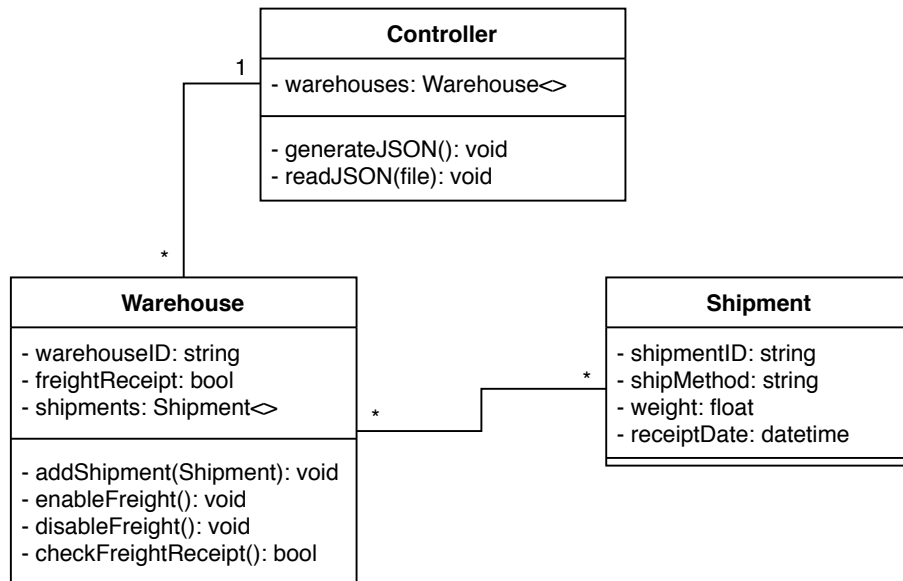 Controller
1
- warehouses: Warehouse<>
- generateJSON(): void
- readJSON(file): void
*
Warehouse
- warehouseID: string
- freightReceipt: bool
- shipments: Shipment<>
*
- addShipment(Shipment): void
- enableFreight(): void
- disableFreight(): void
- checkFreightReceipt(): bool
Shipment
*
- shipmentID: string
- shipMethod: string
- weight: float
- receiptDate: datetime